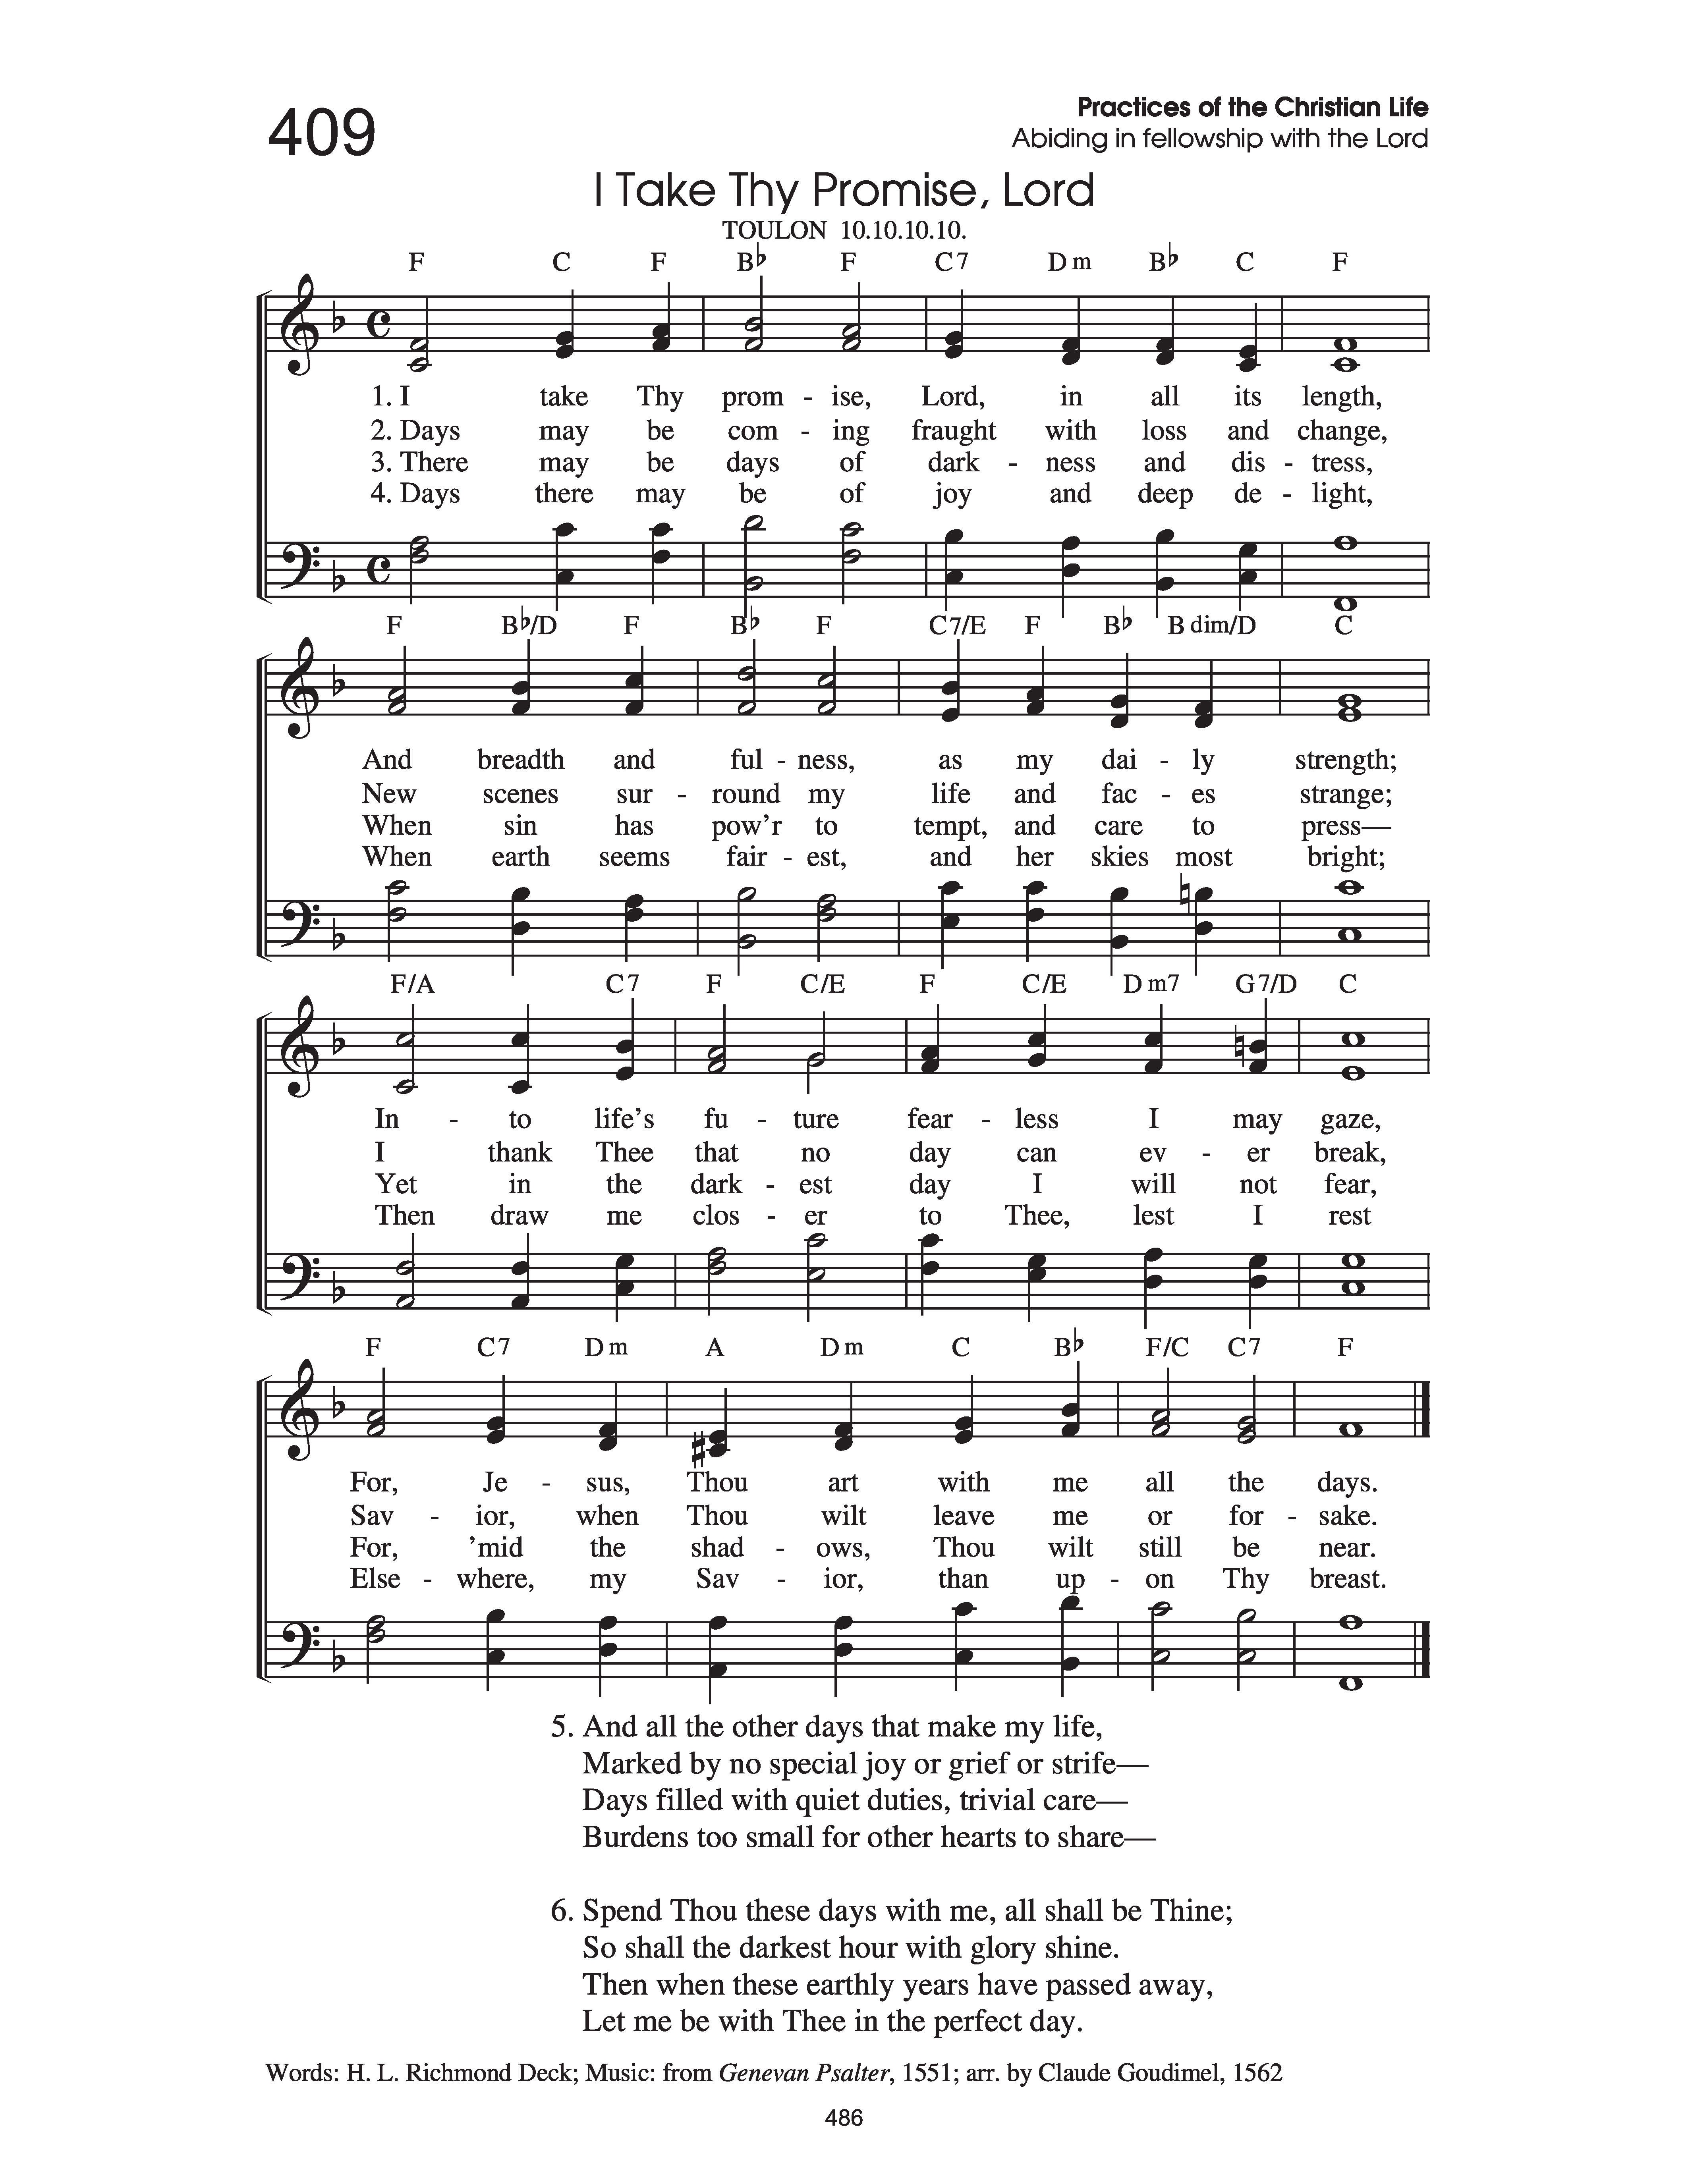 409
Practices of the Christian Life
Abiding in fellowship with the Lord
I Take Thy Promise, Lord
TOULON 10.10.10.10.
F C F B♭ F C7 Dm B♭ C F
1. I take Thy prom - ise, Lord, in all its length,
2. Days may be com - ing fraught with loss and change,
3. There may be days of dark - ness and dis - tress,
4. Days there may be of joy and deep de - light,
F B♭/D F B♭ F C7/E F B♭ B dim/D C
And breadth and ful - ness, as my dai - ly strength;
New scenes sur - round my life and fac - es strange;
When sin has pow'r to tempt, and care to press—
When earth seems fair - est, and her skies most bright;
F/A C7 F C/E F C/E Dm7 G7/D C
In - to life's fu - ture fear - less I may gaze,
I thank Thee that no day can ev - er break,
Yet in the dark - est day I will not fear,
Then draw me clos - er to Thee, lest I rest
F C7 Dm A Dm C B♭ F/C C7 F
For, Je - sus, Thou art with me all the days.
Sav - ior, when Thou wilt leave me or for - sake.
For, 'mid the shad - ows, Thou wilt still be near.
Else - where, my Sav - ior, than up - on Thy breast.
5. And all the other days that make my life,
Marked by no special joy or grief or strife—
Days filled with quiet duties, trivial care—
Burdens too small for other hearts to share—
6. Spend Thou these days with me, all shall be Thine;
So shall the darkest hour with glory shine.
Then when these earthly years have passed away,
Let me be with Thee in the perfect day.
Words: H. L. Richmond Deck; Music: from Genevan Psalter, 1551; arr. by Claude Goudimel, 1562
486